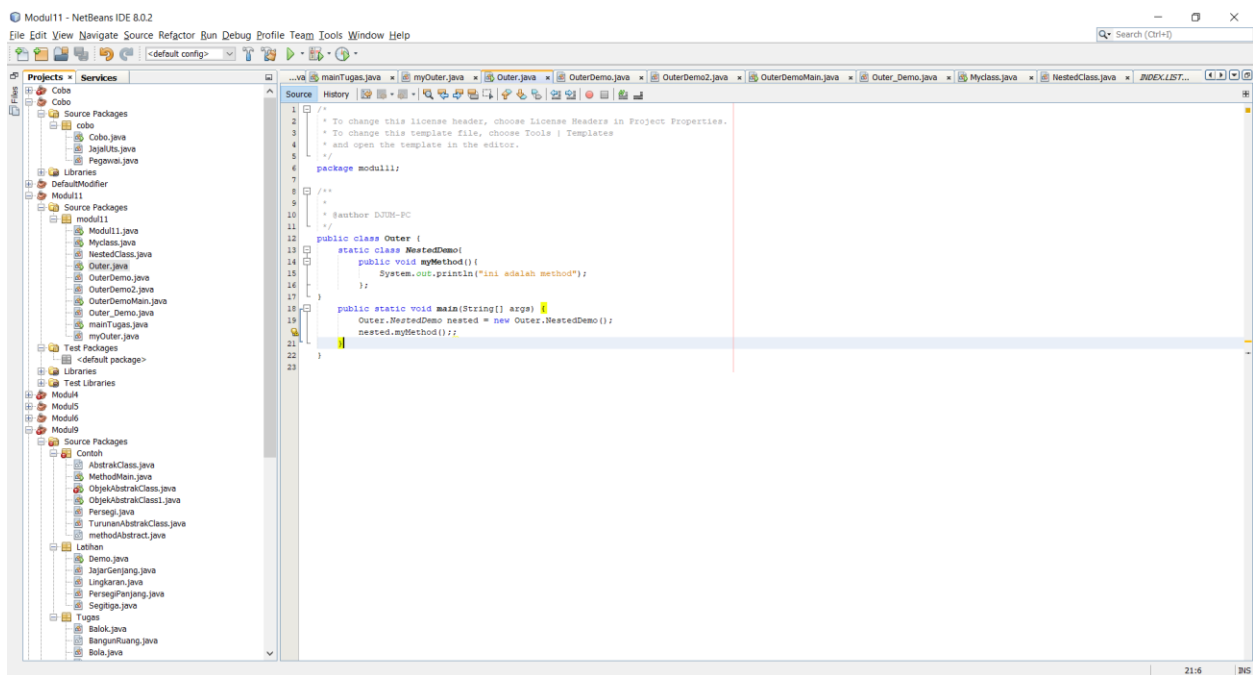 Modul11 - NetBeans IDE 8.0.2
File Edit View Navigate Source Refactor Run Debug Profile Team Tools Window Help
Search (Ctrl+I)
<default config>
Files
Projects Services
Coba
Cobo
Source Packages
cobo
Cobo.java
JajalUts.java
Pegawai.java
Libraries
DefaultModifier
Modul11
Source Packages
modul11
Modul11.java
Myclass.java
NestedClass.java
Outer.java
OuterDemo.java
OuterDemo2.java
OuterDemoMain.java
Outer_Demo.java
mainTugas.java
myOuter.java
Test Packages
<default package>
Libraries
Test Libraries
Modul4
Modul5
Modul6
Modul9
Source Packages
Contoh
AbstrakClass.java
MethodMain.java
ObjekAbstrakClass.java
ObjekAbstrakClass1.java
Persegi.java
TurunanAbstrakClass.java
methodAbstract.java
Latihan
Demo.java
JajarGenjang.java
Lingkaran.java
PersegiPanjang.java
Segitiga.java
Tugas
Balok.java
BangunRuang.java
Bola.java
...va mainTugas.java myOuter.java Outer.java OuterDemo.java OuterDemo2.java OuterDemoMain.java Outer_Demo.java Myclass.java NestedClass.java INDEX.LIST...
Source History
1 /*
2 * To change this license header, choose License Headers in Project Properties.
3 * To change this template file, choose Tools | Templates
4 * and open the template in the editor.
5 */
6 package modul11;
7
8 /**
9 *
10 * @author DJUM-PC
11 */
12 public class Outer {
13 static class NestedDemo{
14 public void myMethod(){
15 System.out.println("ini adalah method");
16 };
17 }
18 public static void main(String[] args) {
19 Outer.NestedDemo nested = new Outer.NestedDemo();
nested.myMethod();;
21 }
22 }
23
21:6 INS